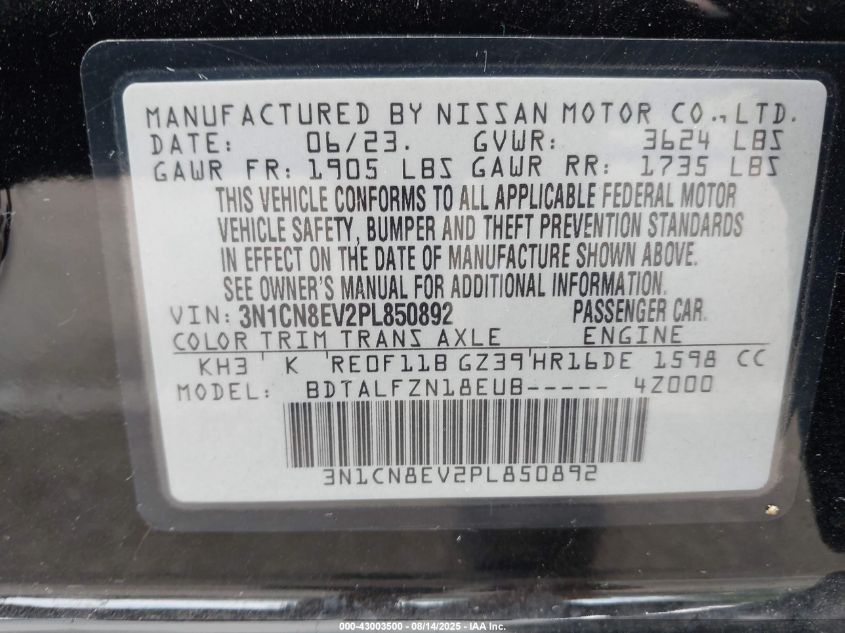 MANUFACTURED BY NISSAN MOTOR CO., LTD.
DATE: 06/23. GVWR: 3624 LBS
GAWR FR: 1905 LBS GAWR RR: 1735 LBS
THIS VEHICLE CONFORMS TO ALL APPLICABLE FEDERAL MOTOR
VEHICLE SAFETY, BUMPER AND THEFT PREVENTION STANDARDS
IN EFFECT ON THE DATE OF MANUFACTURE SHOWN ABOVE.
SEE OWNER'S MANUAL FOR ADDITIONAL INFORMATION.
VIN: 3N1CN8EV2PL850892 PASSENGER CAR
COLOR TRIM TRANS AXLE ENGINE
KH3 K RE0F11B GZ39 HR16DE 1598 CC
MODEL: BDTALFZN18EUB----- 4Z000
3N1CN8EV2PL850892
000-43003500 - 08/14/2025 - IAA Inc.